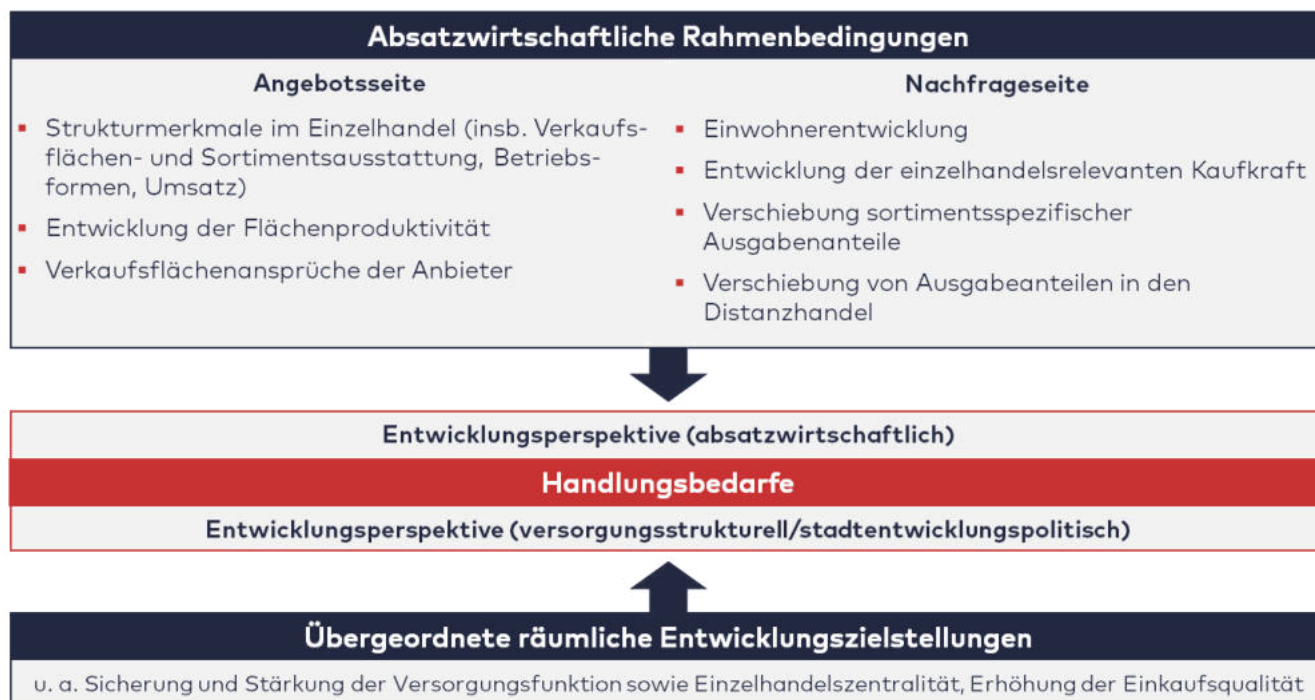 Absatzwirtschaftliche Rahmenbedingungen
Angebotsseite
▪ Strukturmerkmale im Einzelhandel (insb. Verkaufs-
flächen- und Sortimentsausstattung, Betriebs-
formen, Umsatz)
▪ Entwicklung der Flächenproduktivität
▪ Verkaufsflächenansprüche der Anbieter
Nachfrageseite
▪ Einwohnerentwicklung
▪ Entwicklung der einzelhandelsrelevanten Kaufkraft
▪ Verschiebung sortimentsspezifischer
Ausgabenanteile
▪ Verschiebung von Ausgabeanteilen in den
Distanzhandel
Entwicklungsperspektive (absatzwirtschaftlich)
Handlungsbedarfe
Entwicklungsperspektive (versorgungsstrukturell/stadtentwicklungspolitisch)
Übergeordnete räumliche Entwicklungszielstellungen
u. a. Sicherung und Stärkung der Versorgungsfunktion sowie Einzelhandelszentralität, Erhöhung der Einkaufsqualität